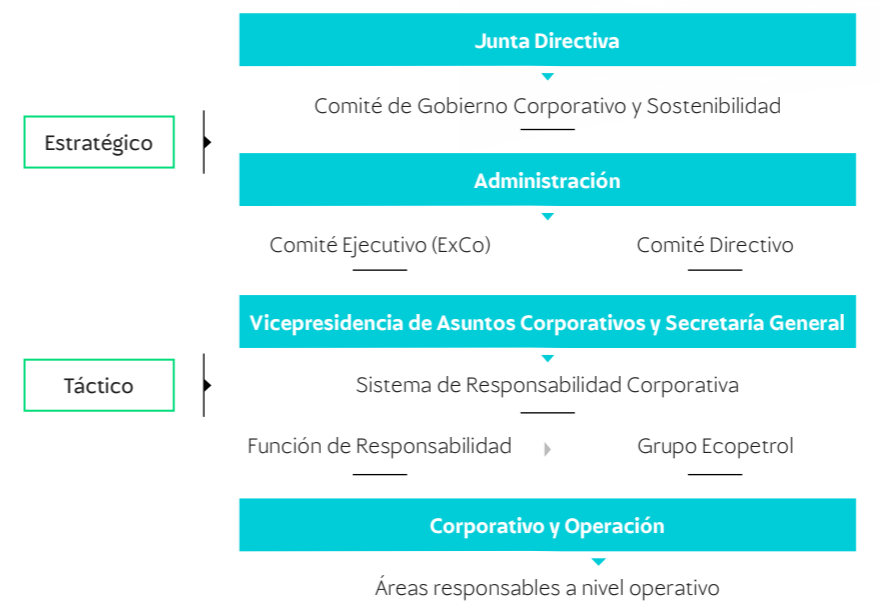 Junta Directiva
Comité de Gobierno Corporativo y Sostenibilidad
Estratégico
Administración
Comité Ejecutivo (ExCo)
Comité Directivo
Vicepresidencia de Asuntos Corporativos y Secretaría General
Táctico
Sistema de Responsabilidad Corporativa
Función de Responsabilidad
Grupo Ecopetrol
Corporativo y Operación
Áreas responsables a nivel operativo